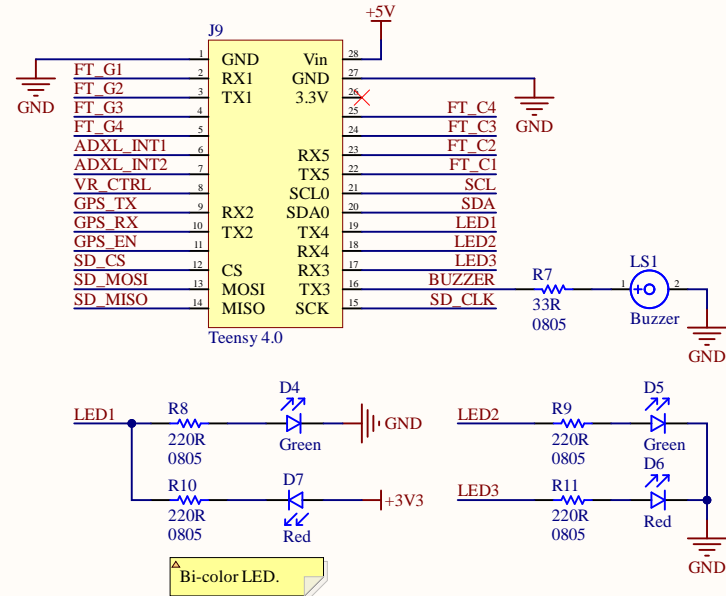 +5V
J9
1 GND Vin 28
FT_G1 2 RX1 GND 27
FT_G2 3 TX1 3.3V 26
FT_G3 4 25 FT_C4
FT_G4 5 24 FT_C3
ADXL_INT1 6 RX5 23 FT_C2
ADXL_INT2 7 TX5 22 FT_C1
VR_CTRL 8 SCL0 21 SCL
GPS_TX 9 RX2 SDA0 20 SDA
GPS_RX 10 TX2 TX4 19 LED1
GPS_EN 11 RX4 18 LED2
SD_CS 12 CS RX3 17 LED3
SD_MOSI 13 MOSI TX3 16 BUZZER
SD_MISO 14 MISO SCK 15 SD_CLK
Teensy 4.0
GND
GND
R7
33R
0805
LS1
1 2
Buzzer
GND
LED1
R8
220R
0805
D4
Green
GND
R10
220R
0805
D7
Red
+3V3
Bi-color LED.
LED2
R9
220R
0805
D5
Green
LED3
R11
220R
0805
D6
Red
GND